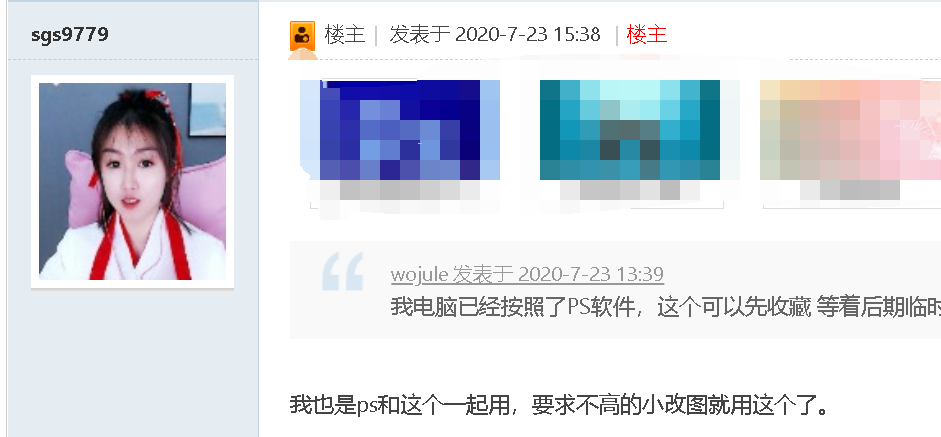 sgs9779
楼主 | 发表于 2020-7-23 15:38 | 楼主
wojule 发表于 2020-7-23 13:39
我电脑已经按照了PS软件，这个可以先收藏 等着后期临时
我也是ps和这个一起用，要求不高的小改图就用这个了。